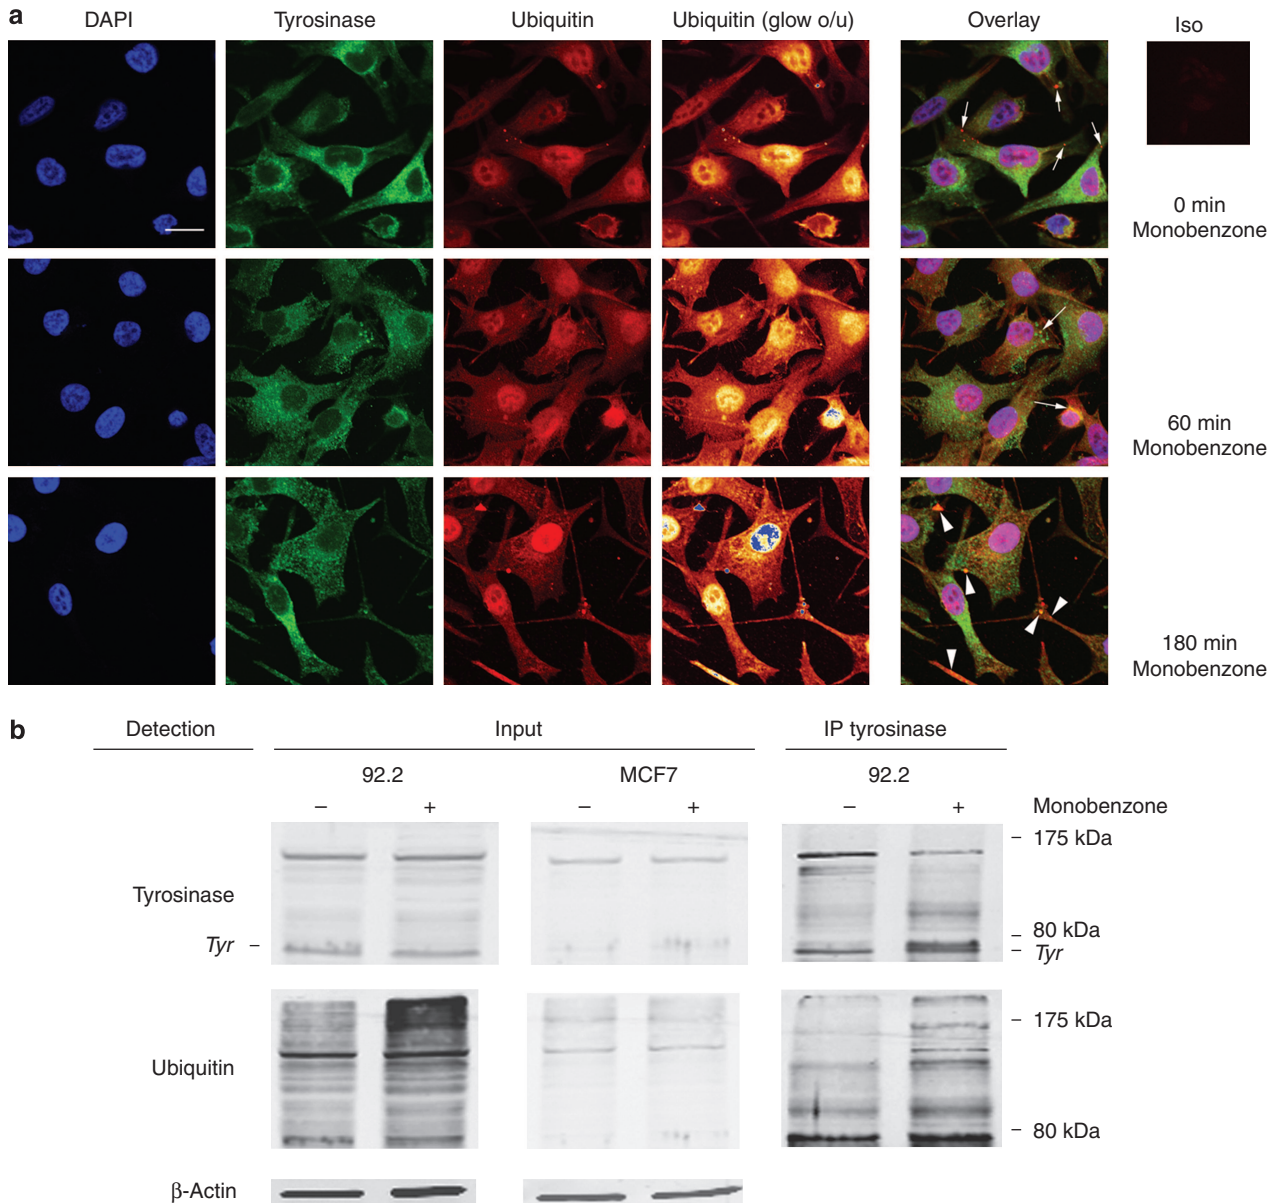 a
DAPI Tyrosinase Ubiquitin Ubiquitin (glow o/u) Overlay Iso
0 min
Monobenzone
60 min
Monobenzone
180 min
Monobenzone
b
Detection Input IP tyrosinase
92.2 MCF7 92.2
– + – + – + Monobenzone
– 175 kDa
Tyrosinase
– 80 kDa
Tyr – – Tyr
– 175 kDa
Ubiquitin
– 80 kDa
β-Actin